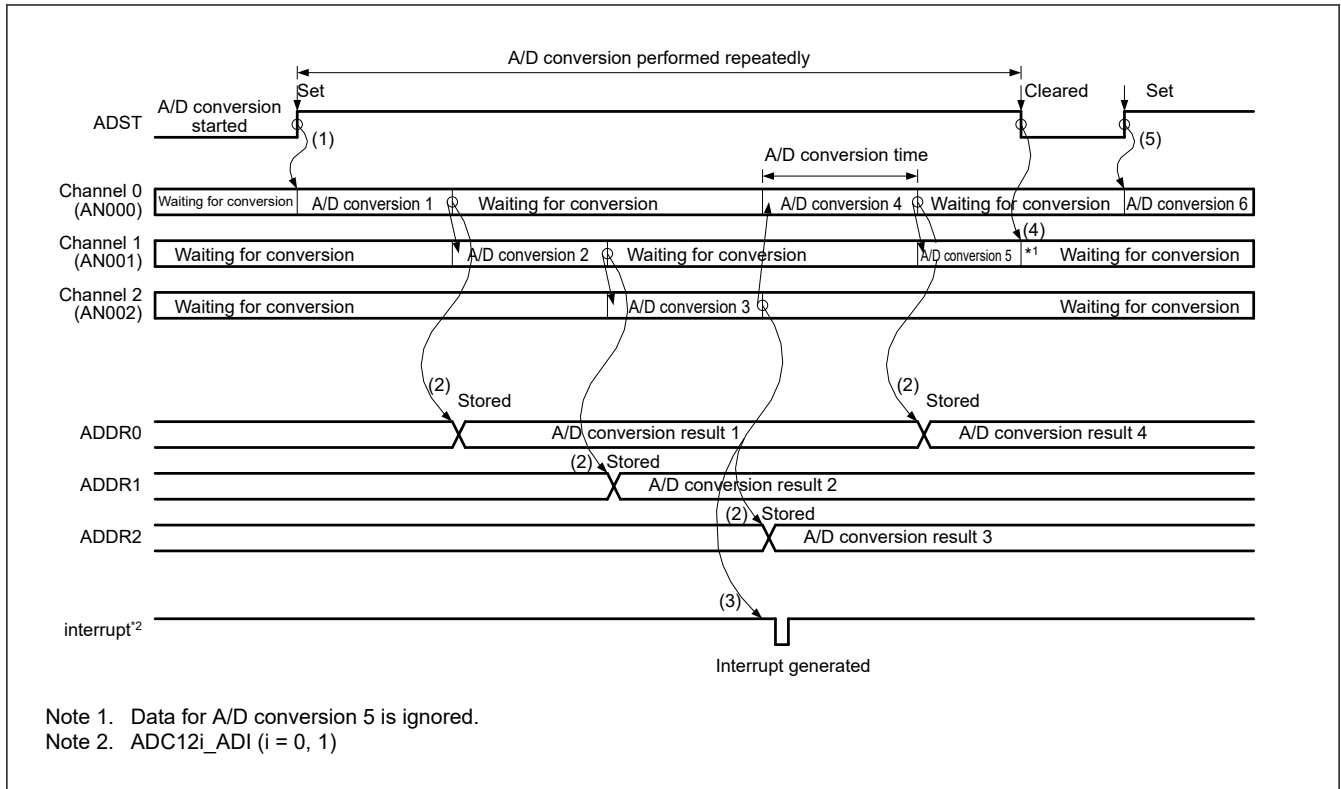 A/D conversion performed repeatedly
Set
Cleared
Set
A/D conversion
started
ADST
(1)
(5)
A/D conversion time
Channel 0
(AN000)
Waiting for conversion
A/D conversion 1
Waiting for conversion
A/D conversion 4
Waiting for conversion
A/D conversion 6
(4)
Channel 1
(AN001)
Waiting for conversion
A/D conversion 2
Waiting for conversion
A/D conversion 5
*1
Waiting for conversion
Channel 2
(AN002)
Waiting for conversion
A/D conversion 3
Waiting for conversion
(2)
Stored
(2)
Stored
ADDR0
A/D conversion result 1
A/D conversion result 4
(2)
Stored
ADDR1
A/D conversion result 2
(2)
Stored
ADDR2
A/D conversion result 3
(3)
interrupt*2
Interrupt generated
Note 1. Data for A/D conversion 5 is ignored.
Note 2. ADC12i_ADI (i = 0, 1)